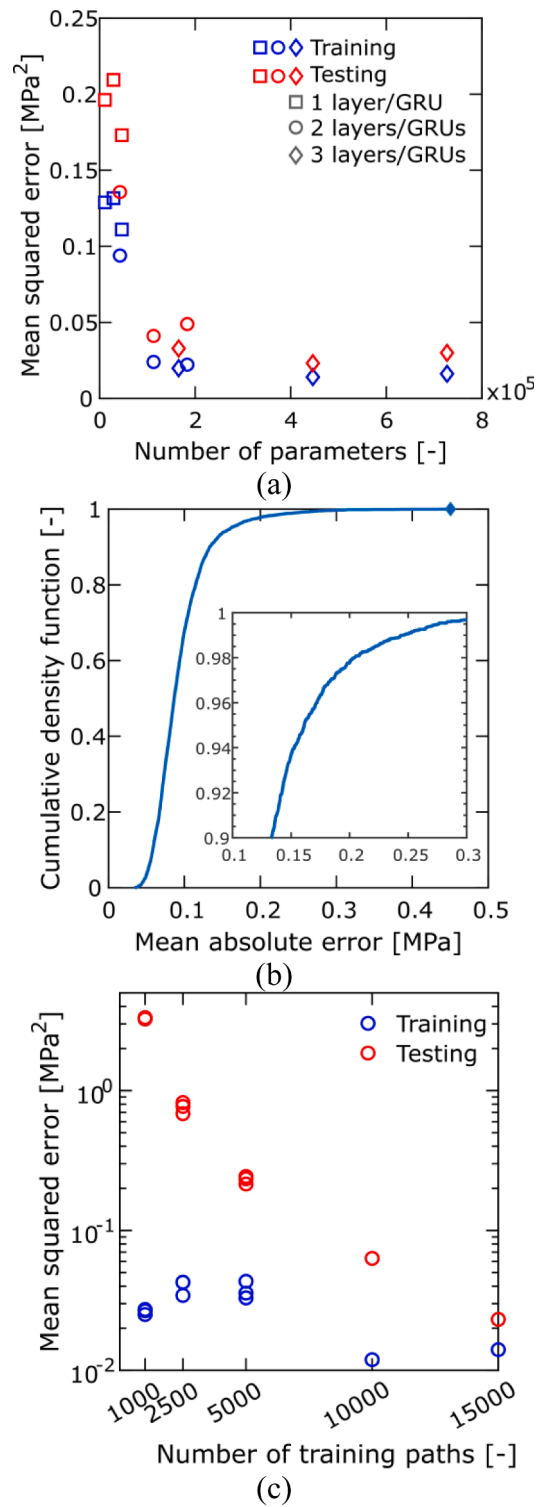 0.25
0.2
0.15
0.1
0.05
0
Mean squared error [MPa²]
Training
Testing
1 layer/GRU
2 layers/GRUs
3 layers/GRUs
0 2 4 6 8
×10⁵
Number of parameters [-]
(a)
1
0.8
0.6
0.4
0.2
0
Cumulative density function [-]
1
0.98
0.96
0.94
0.92
0.9
0.1 0.15 0.2 0.25 0.3
0 0.1 0.2 0.3 0.4 0.5
Mean absolute error [MPa]
(b)
Mean squared error [MPa²]
Training
Testing
10⁰
10⁻¹
10⁻²
1000 2500 5000 10000 15000
Number of training paths [-]
(c)